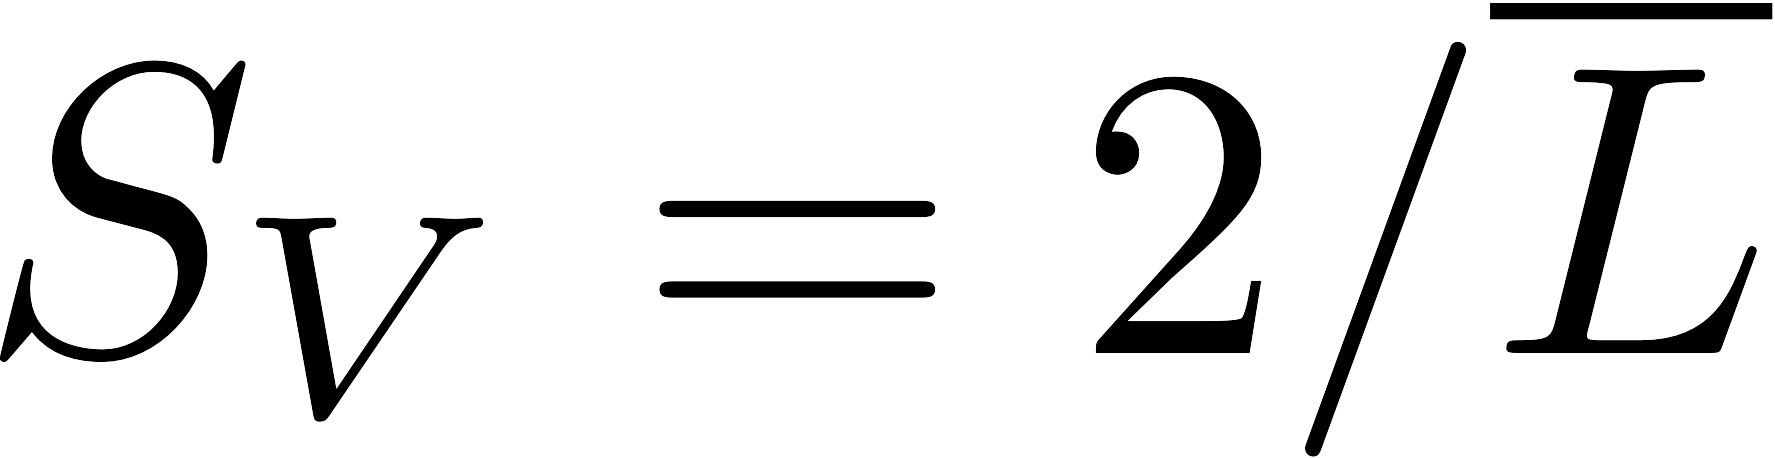 $S_V = 2/\overline{L}$